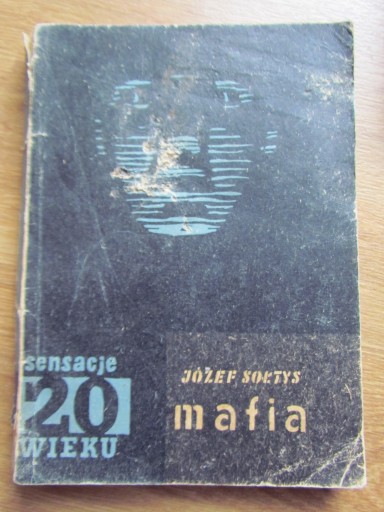 sensacje
20
WIEKU
JÓZEF SOŁTYS
mafia